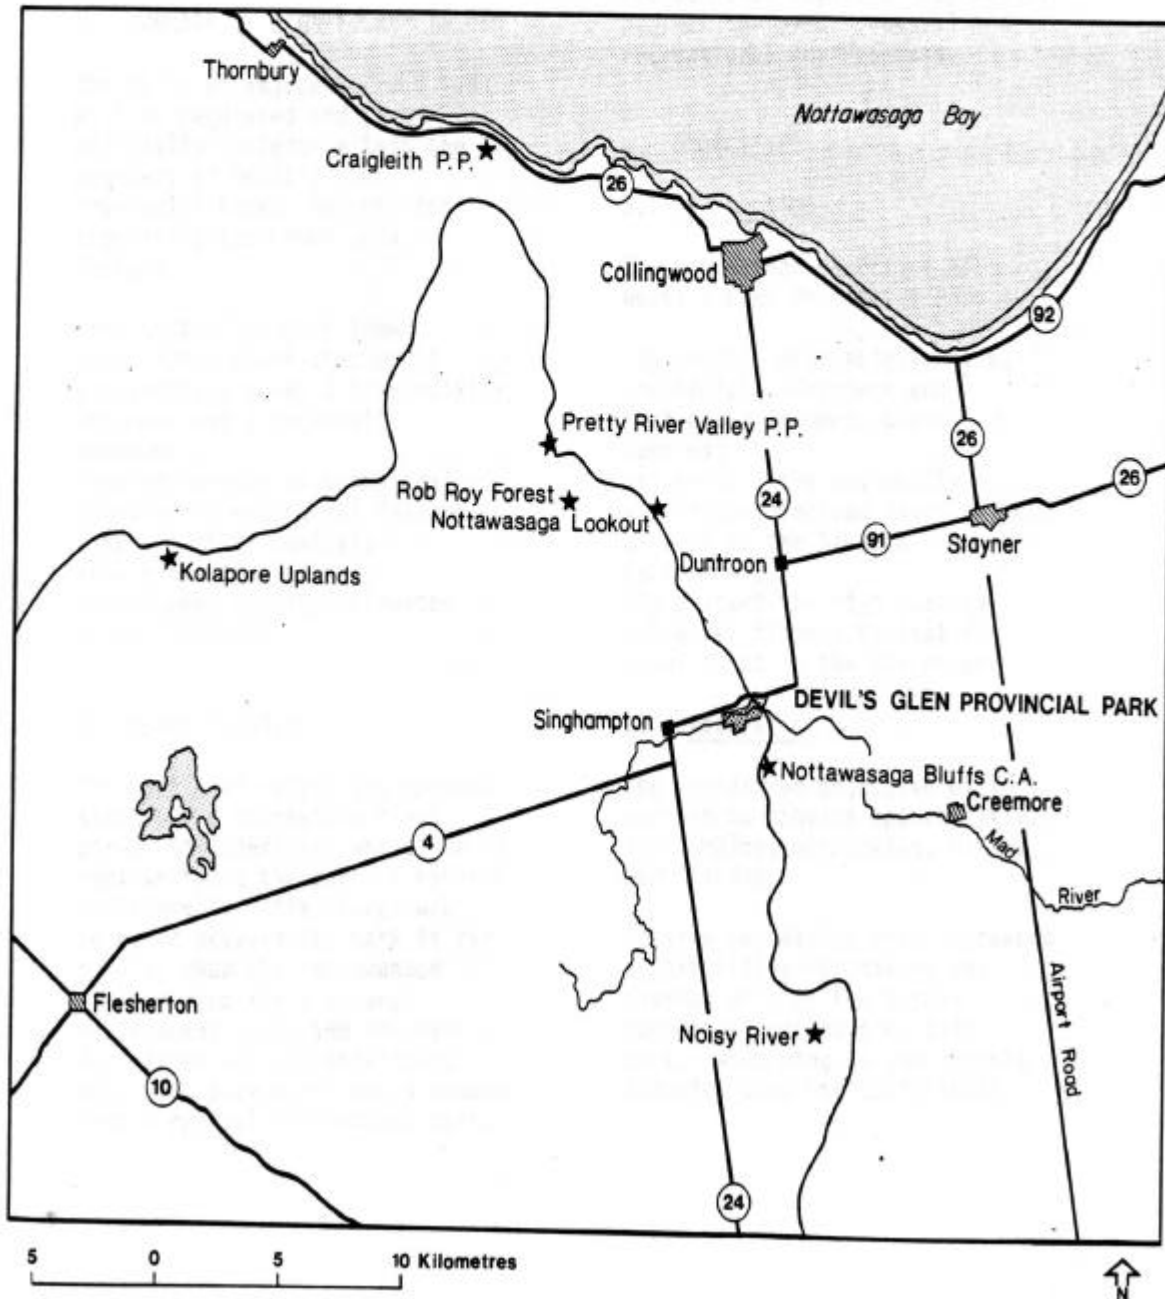 Thornbury
Nottawasaga Bay
Craigleith P.P.
26
Collingwood
92
Pretty River Valley P.P.
26
Rob Roy Forest
24
26
Nottawasaga Lookout
91
Stayner
Duntroon
Kolapore Uplands
DEVIL'S GLEN PROVINCIAL PARK
Singhampton
Nottawasaga Bluffs C.A.
Creemore
4
Mad
River
Flesherton
Airport Road
Noisy River
10
24
5 0 5 10 Kilometres
N